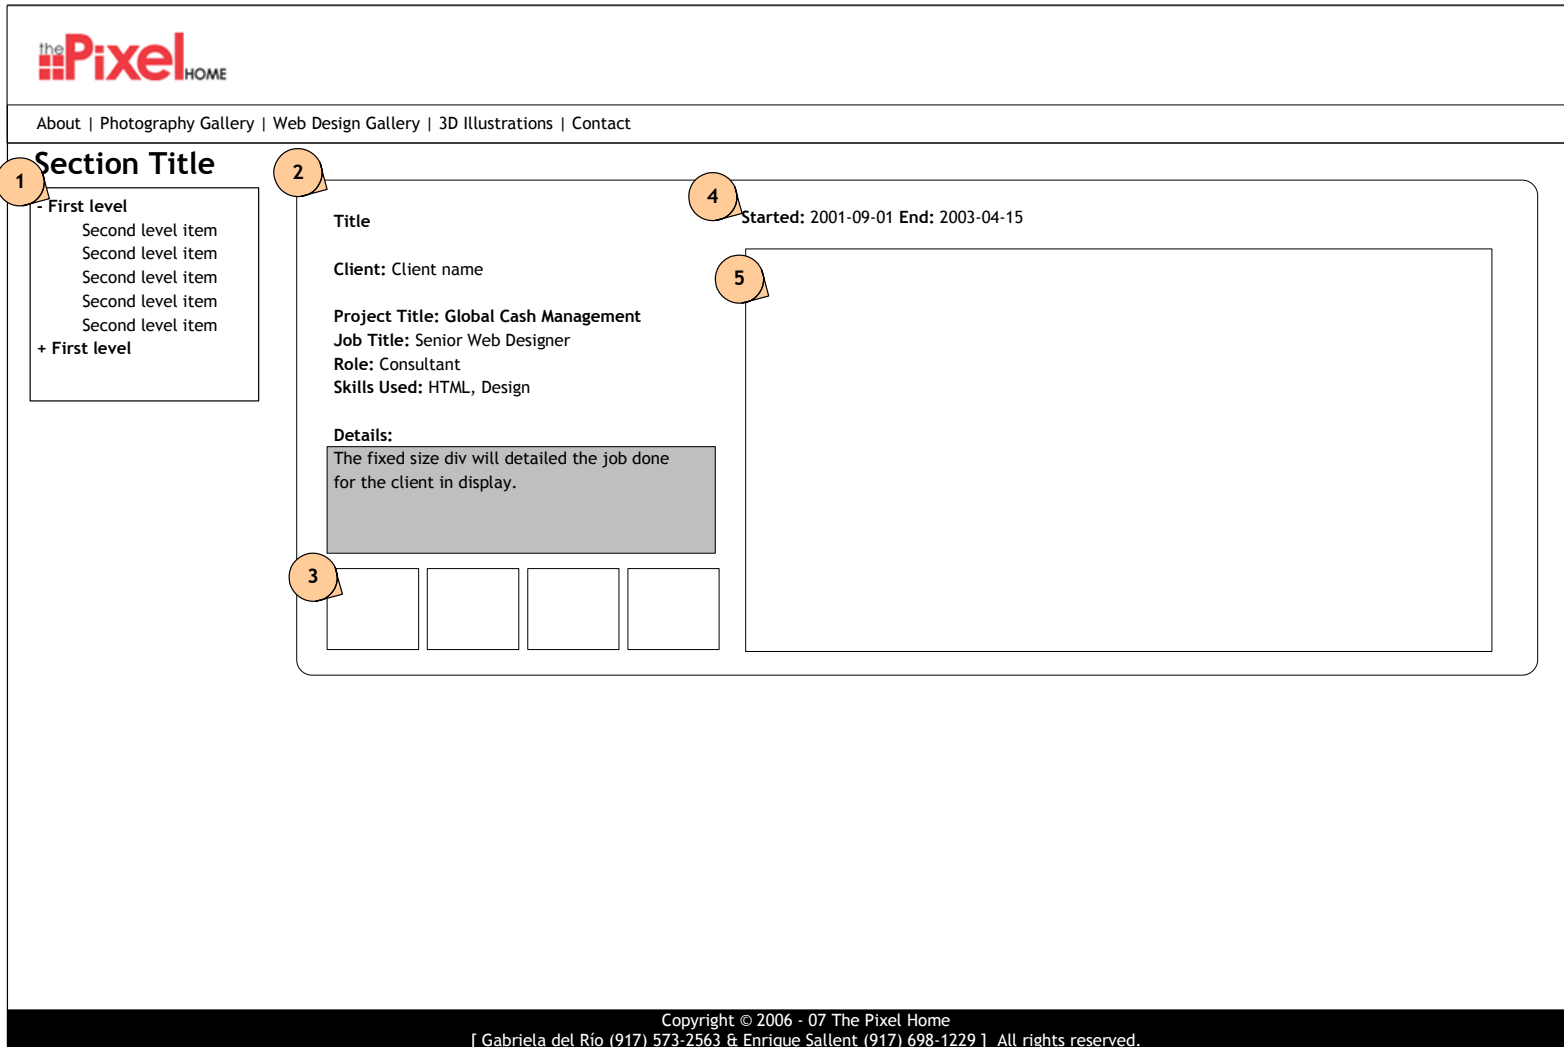 the Pixel HOME
About | Photography Gallery | Web Design Gallery | 3D Illustrations | Contact
Section Title
1
- First level
Second level item
Second level item
Second level item
Second level item
Second level item
+ First level
2
Title
Client: Client name
Project Title: Global Cash Management
Job Title: Senior Web Designer
Role: Consultant
Skills Used: HTML, Design
Details:
The fixed size div will detailed the job done
for the client in display.
3
4
Started: 2001-09-01 End: 2003-04-15
5
Copyright © 2006 - 07 The Pixel Home
[ Gabriela del Río (917) 573-2563 & Enrique Sallent (917) 698-1229 ] All rights reserved.